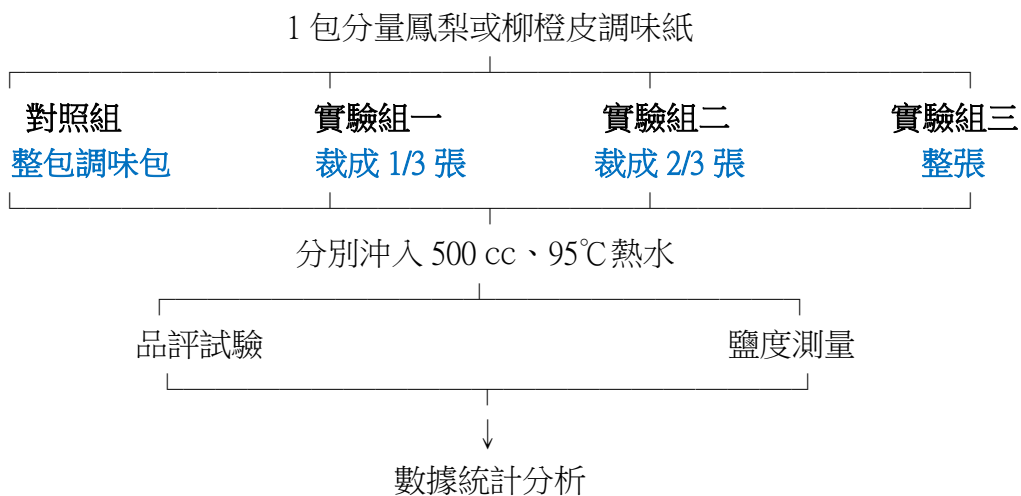 1 包分量鳳梨或柳橙皮調味紙
對照組 實驗組一 實驗組二 實驗組三
整包調味包 裁成 1/3 張 裁成 2/3 張 整張
分別沖入 500 cc、95℃熱水
品評試驗 鹽度測量
數據統計分析